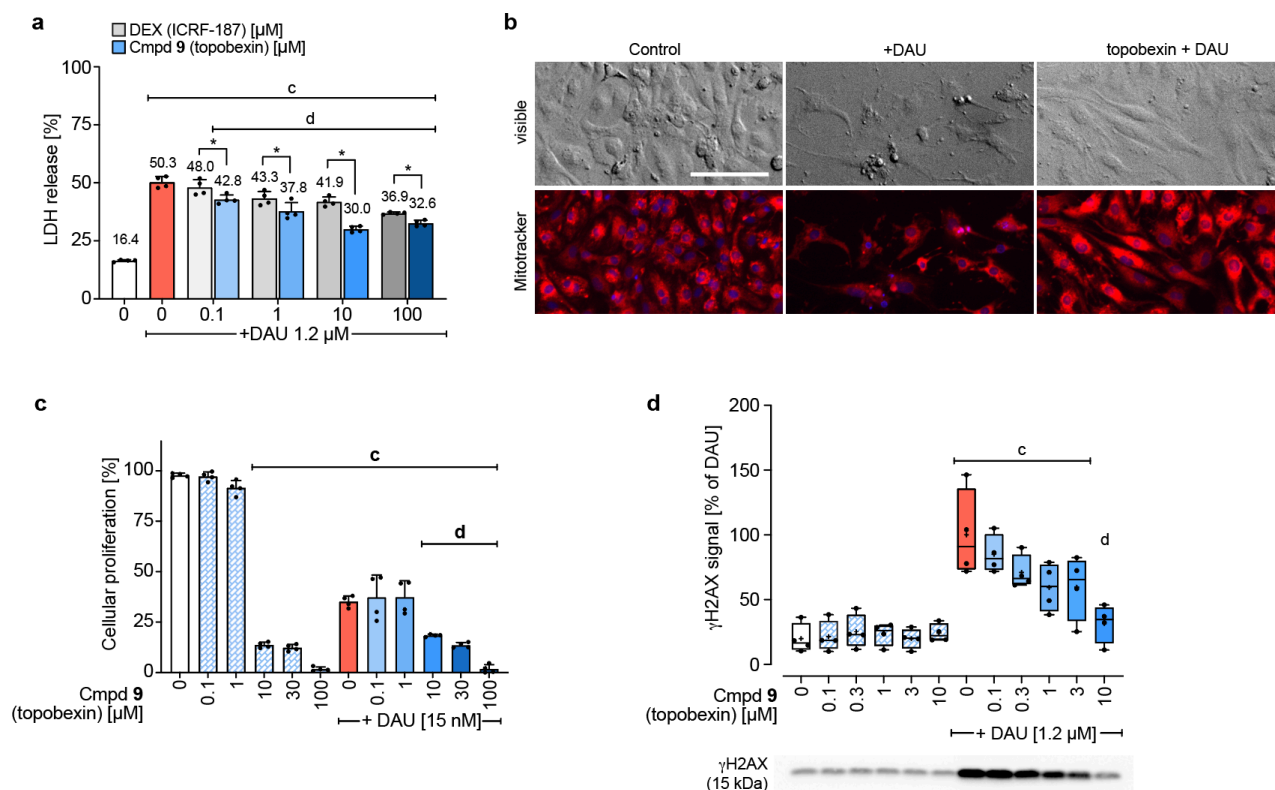 a
DEX (ICRF-187) [µM]
Cmpd 9 (topobexin) [µM]
LDH release [%]
100
75
50
25
0
c
d
* * * *
16.4
50.3
48.0
42.8
43.3
37.8
41.9
30.0
36.9
32.6
0 0 0.1 1 10 100
+DAU 1.2 µM
b
Control +DAU topobexin + DAU
visible
Mitotracker
c
Cellular proliferation [%]
100
50
0
c
d
Cmpd 9
(topobexin) [µM]
0 0.1 1 10 30 100 0 0.1 1 10 30 100
+ DAU [15 nM]
d
γH2AX signal [% of DAU]
200
150
100
50
0
c
d
Cmpd 9
(topobexin) [µM]
0 0.1 0.3 1 3 10 0 0.1 0.3 1 3 10
+ DAU [1.2 µM]
γH2AX
(15 kDa)